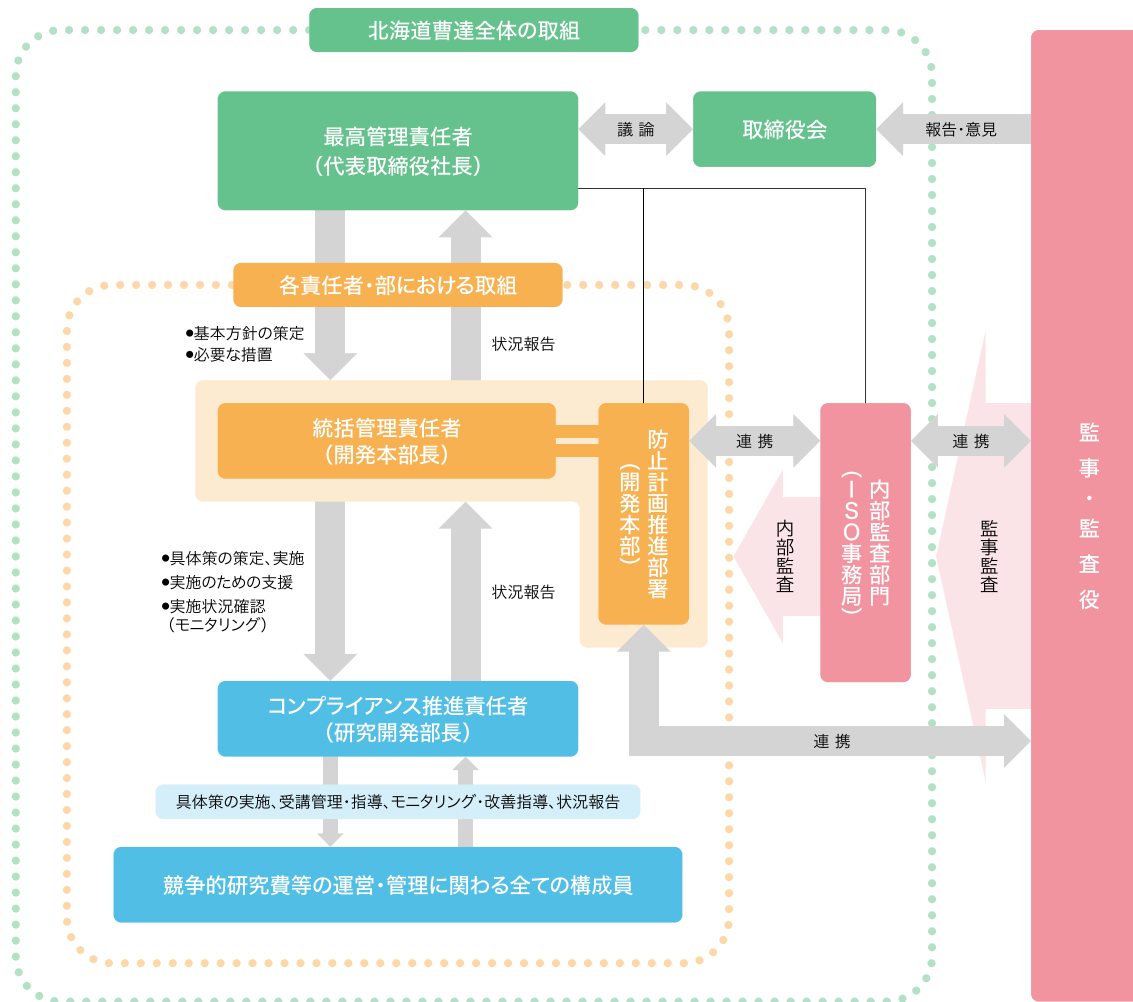 北海道曹達全体の取組
最高管理責任者
（代表取締役社長）
議 論
取締役会
報告・意見
各責任者・部における取組
●基本方針の策定
●必要な措置
状況報告
統括管理責任者
（開発本部長）
防止計画推進部署
（開発本部）
連 携
内部監査部門
（ISO事務局）
連 携
監事・監査役
内部監査
監事監査
●具体策の策定、実施
●実施のための支援
●実施状況確認
（モニタリング）
状況報告
コンプライアンス推進責任者
（研究開発部長）
連 携
具体策の実施、受講管理・指導、モニタリング・改善指導、状況報告
競争的研究費等の運営・管理に関わる全ての構成員